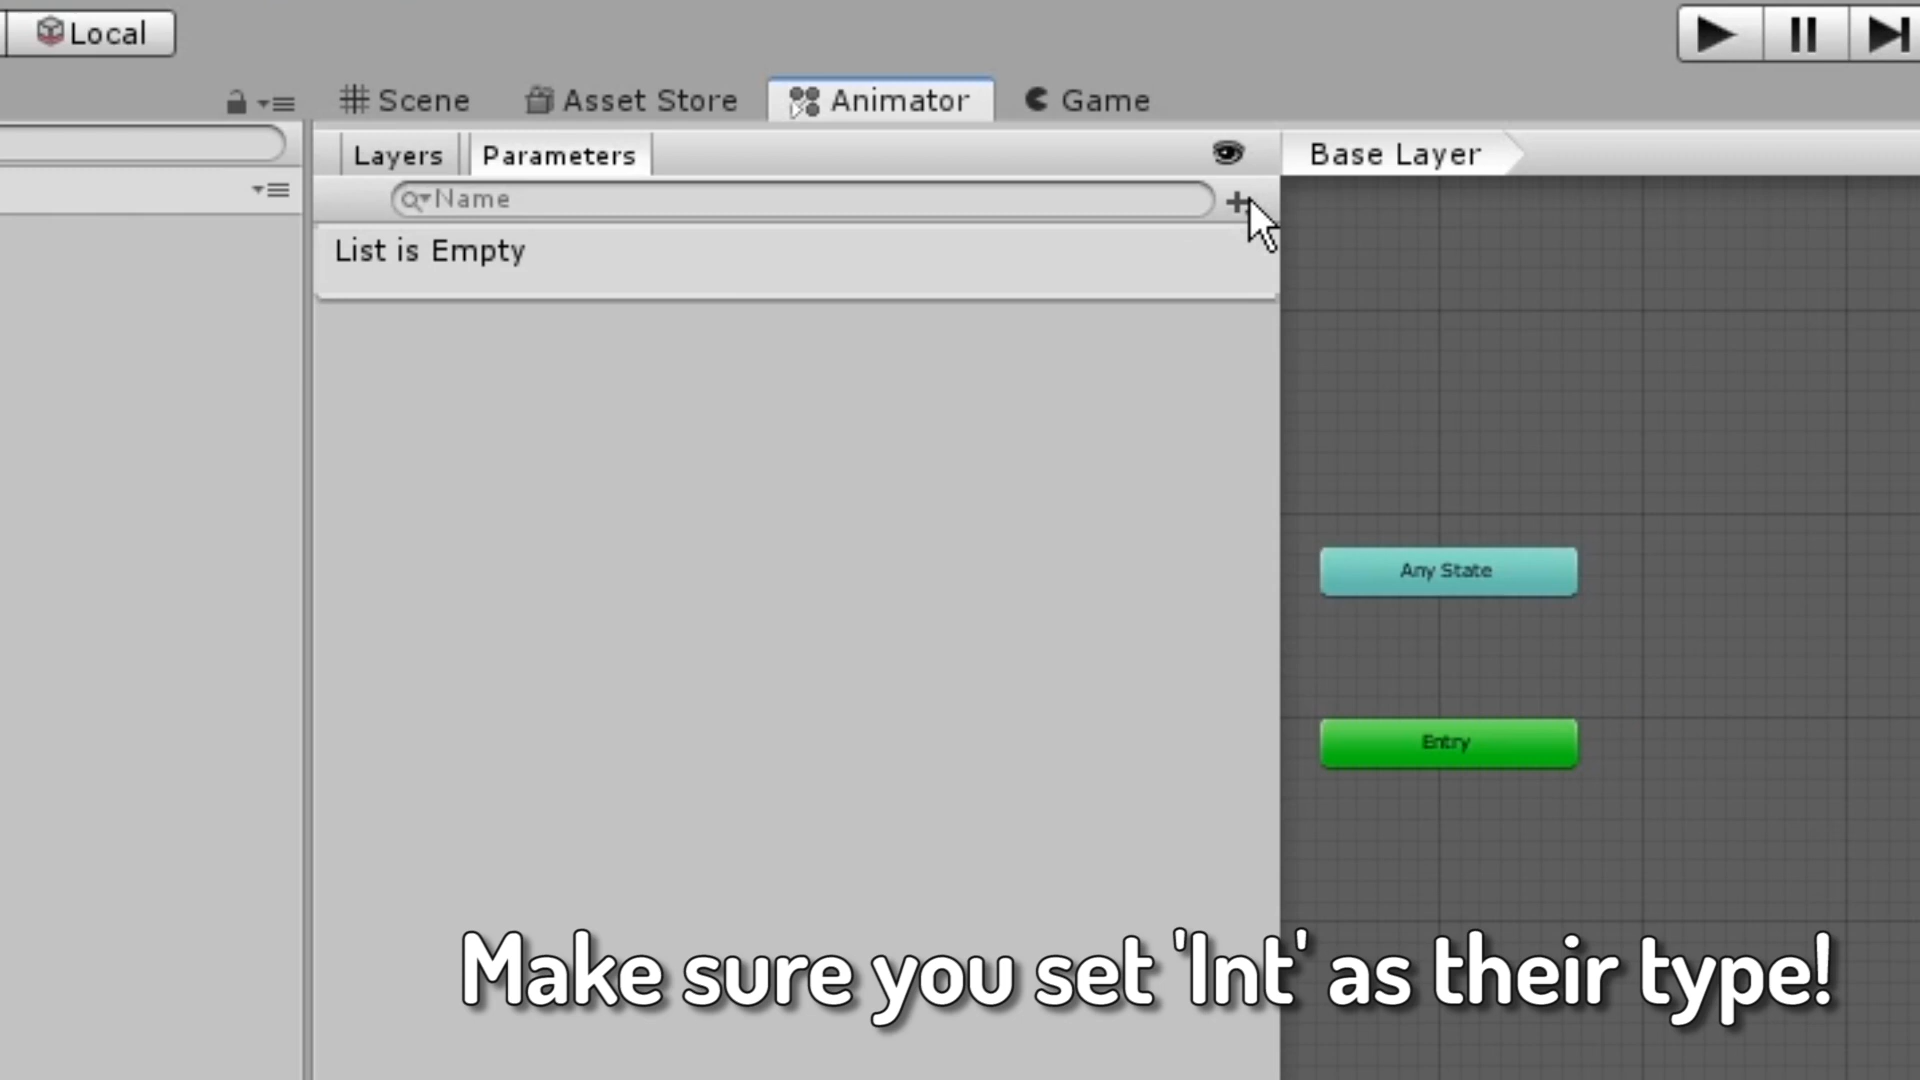 Local
Scene
Asset Store
Animator
Game
Layers
Parameters
Base Layer
Name
List is Empty
Any State
Entry
Make sure you set 'Int' as their type!